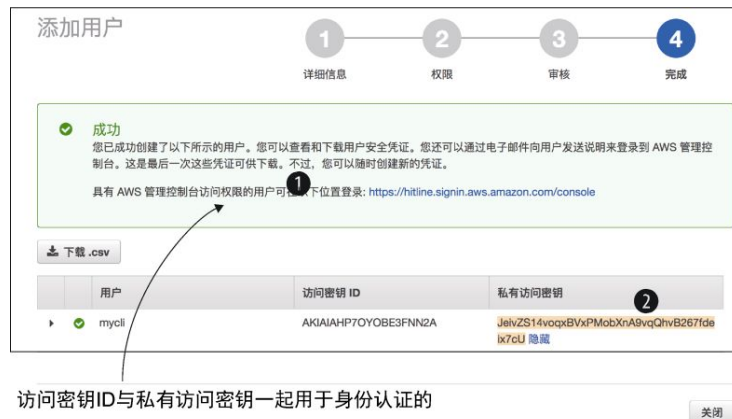 添加用户
1
2
3
4
详细信息
权限
审核
完成
成功
您已成功创建了以下所示的用户。您可以查看和下载用户安全凭证。您还可以通过电子邮件向用户发送说明来登录到 AWS 管理控
制台。这是最后一次这些凭证可供下载。不过，您可以随时创建新的凭证。
1
具有 AWS 管理控制台访问权限的用户可在以下位置登录: https://hitline.signin.aws.amazon.com/console
下载 .csv
用户
访问密钥 ID
私有访问密钥
2
mycli
AKIAIAHP7OYOBE3FNN2A
JeivZS14voqxBVxPMobXnA9vqQhvB267fde
Ix7cU 隐藏
访问密钥ID与私有访问密钥一起用于身份认证的
关闭